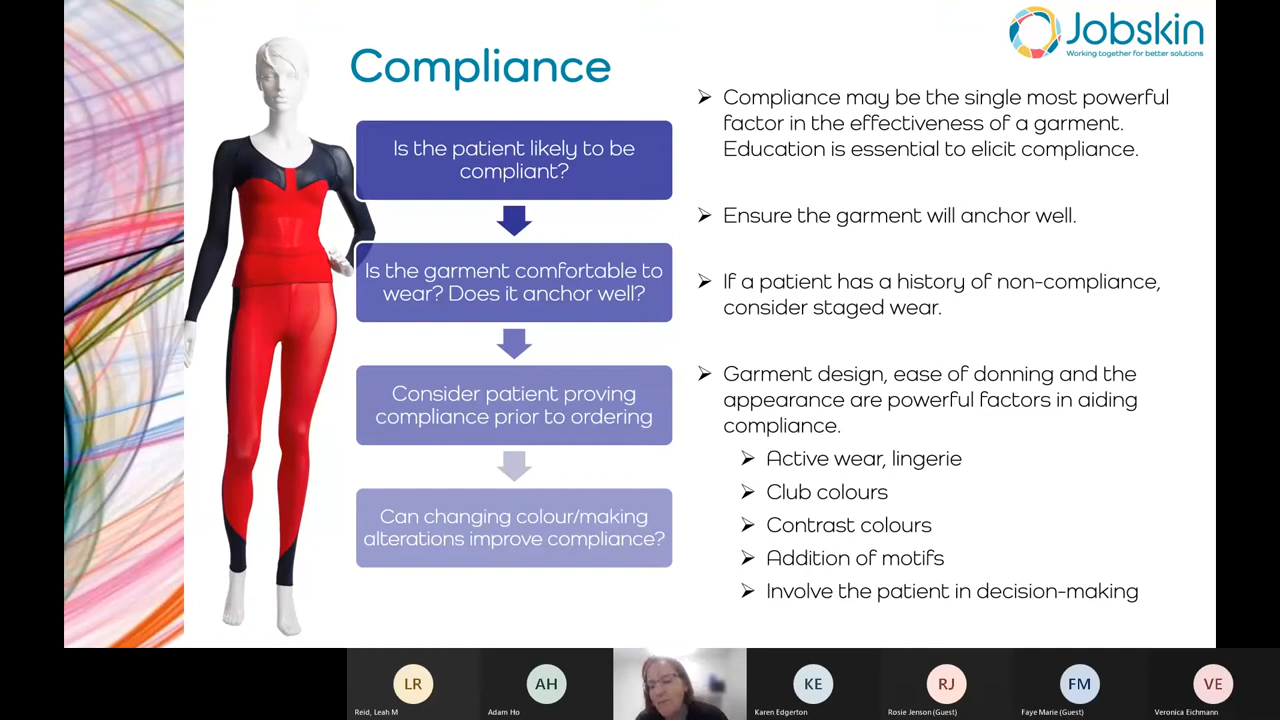 Jobskin
Working together for better solutions
Compliance
Is the patient likely to be
compliant?
Is the garment comfortable to
wear? Does it anchor well?
Consider patient proving
compliance prior to ordering
Can changing colour/making
alterations improve compliance?
Compliance may be the single most powerful
factor in the effectiveness of a garment.
Education is essential to elicit compliance.
Ensure the garment will anchor well.
If a patient has a history of non-compliance,
consider staged wear.
Garment design, ease of donning and the
appearance are powerful factors in aiding
compliance.
Active wear, lingerie
Club colours
Contrast colours
Addition of motifs
Involve the patient in decision-making
LR
Reid, Leah M
AH
Adam Ho
KE
Karen Edgerton
RJ
Rosie Jenson (Guest)
FM
Faye Marie (Guest)
VE
Veronica Eichmann